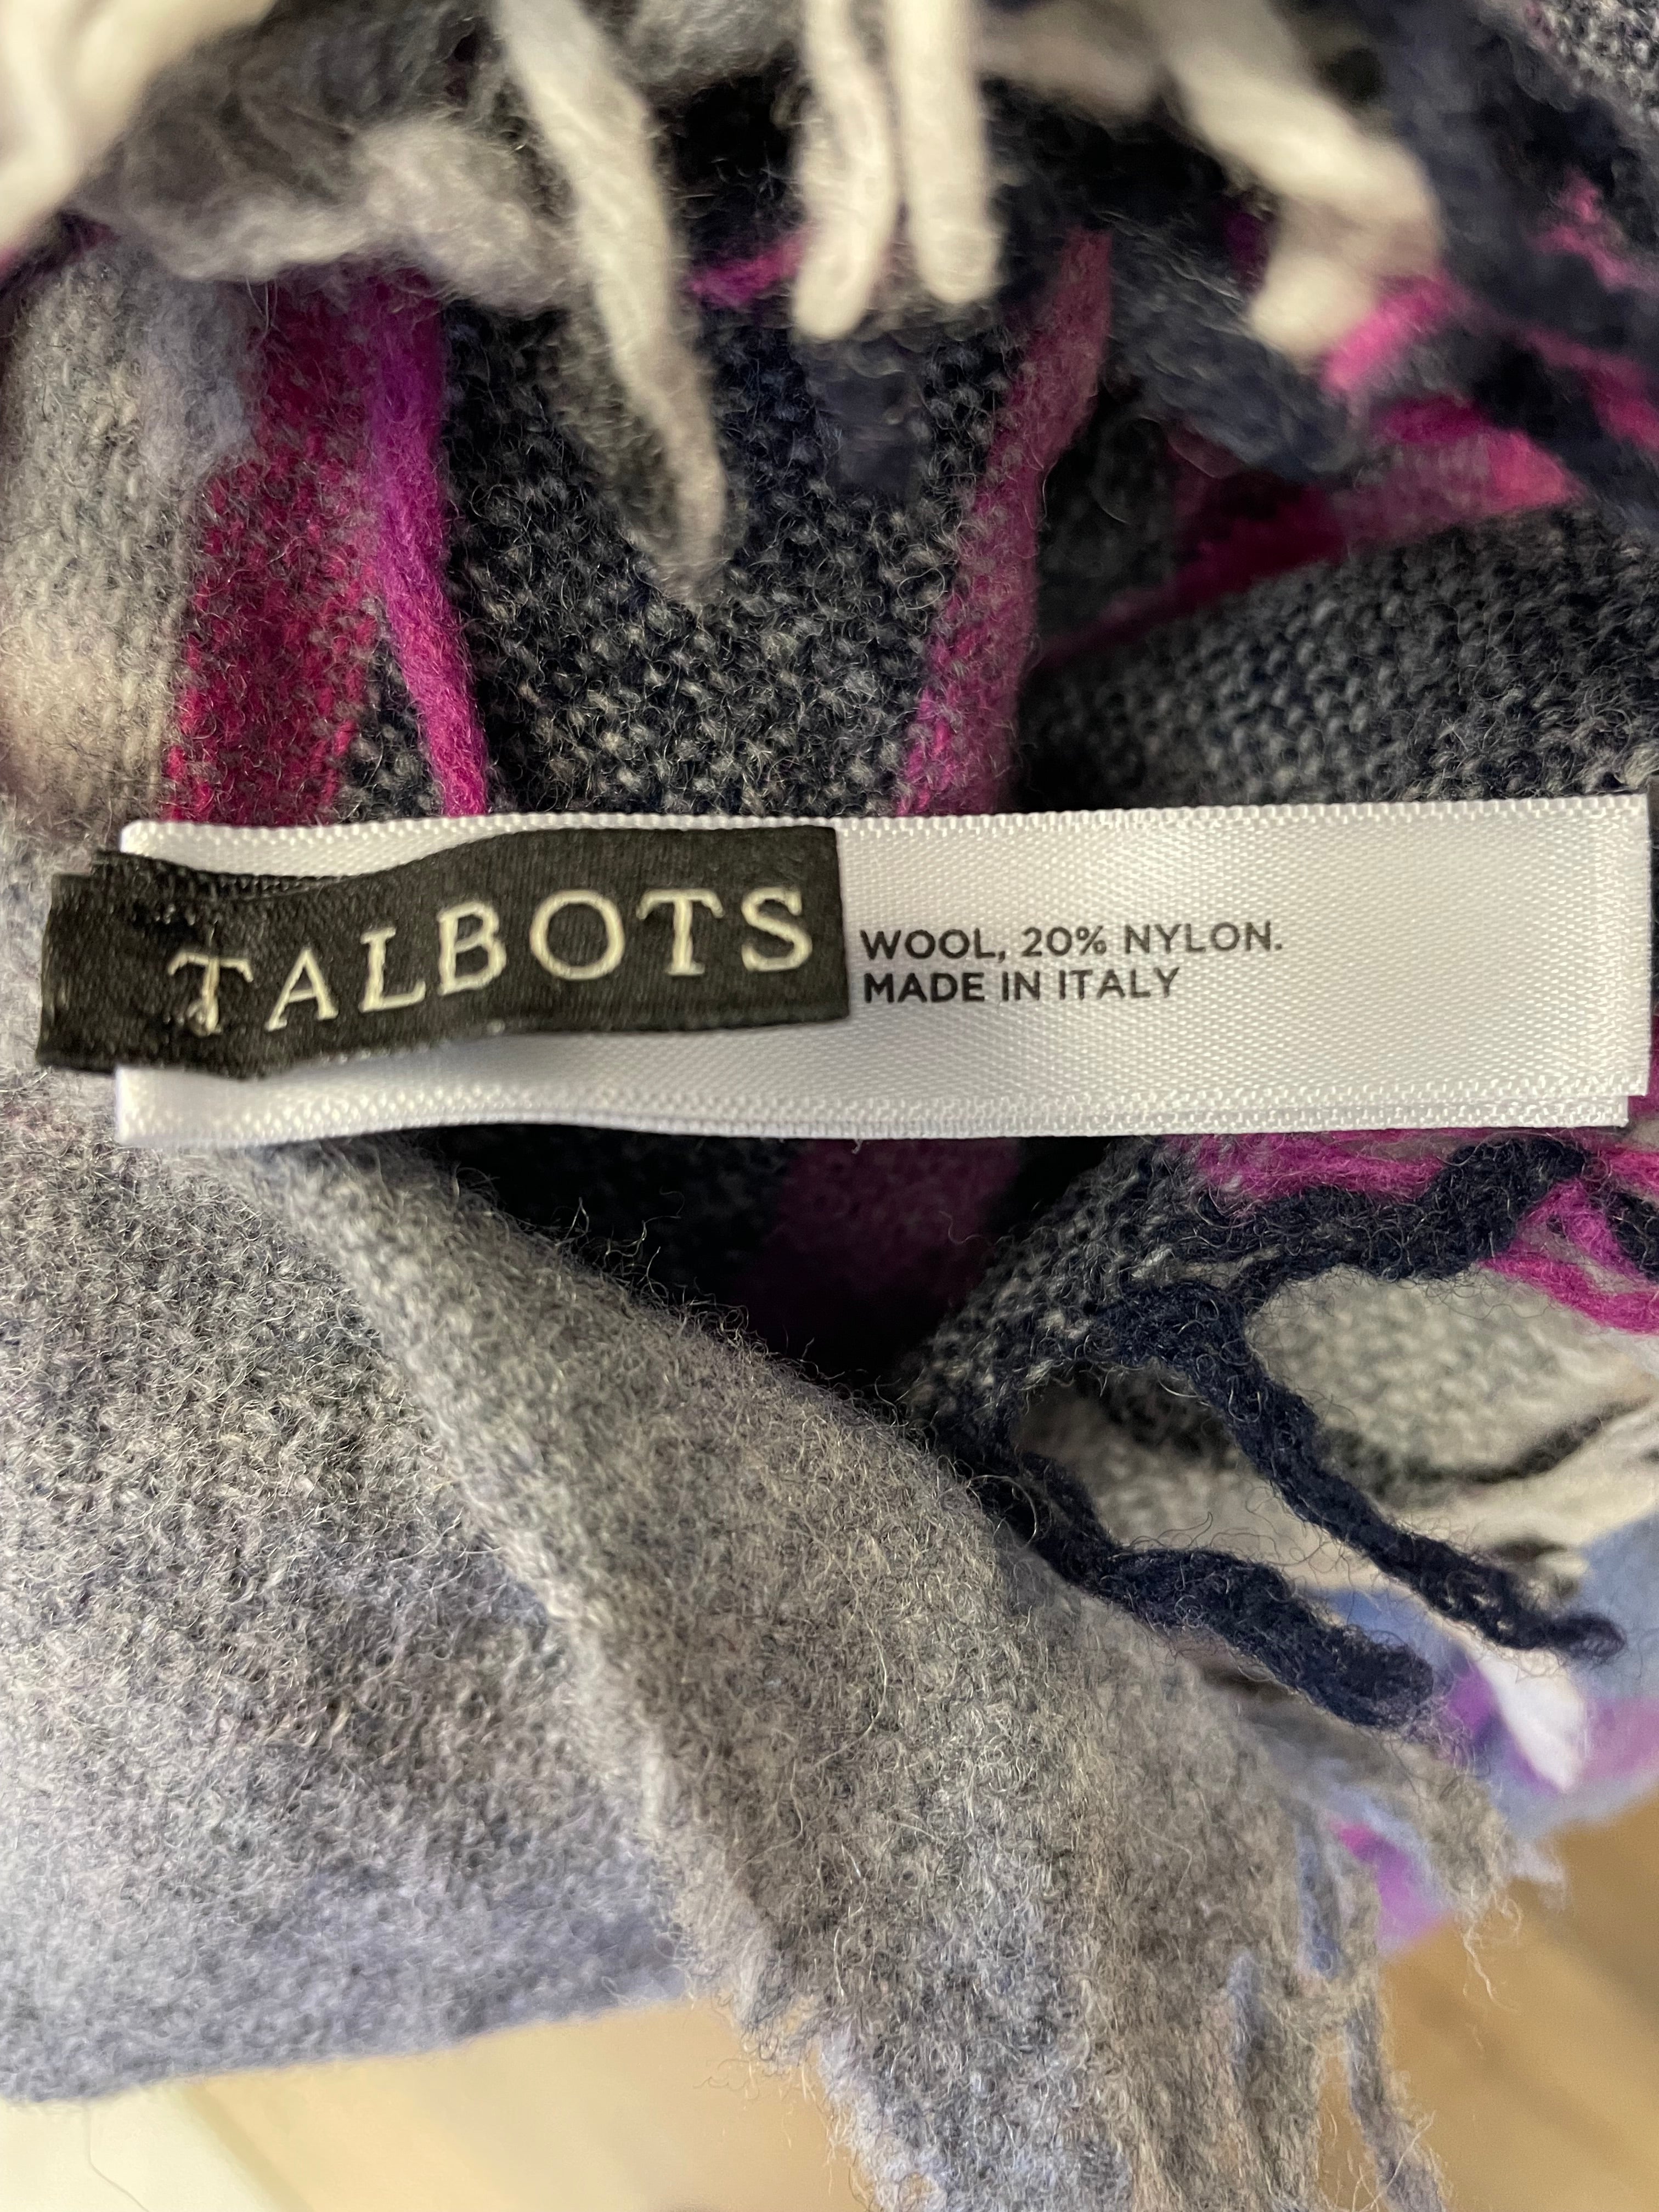 TALBOTS
WOOL, 20% NYLON.
MADE IN ITALY